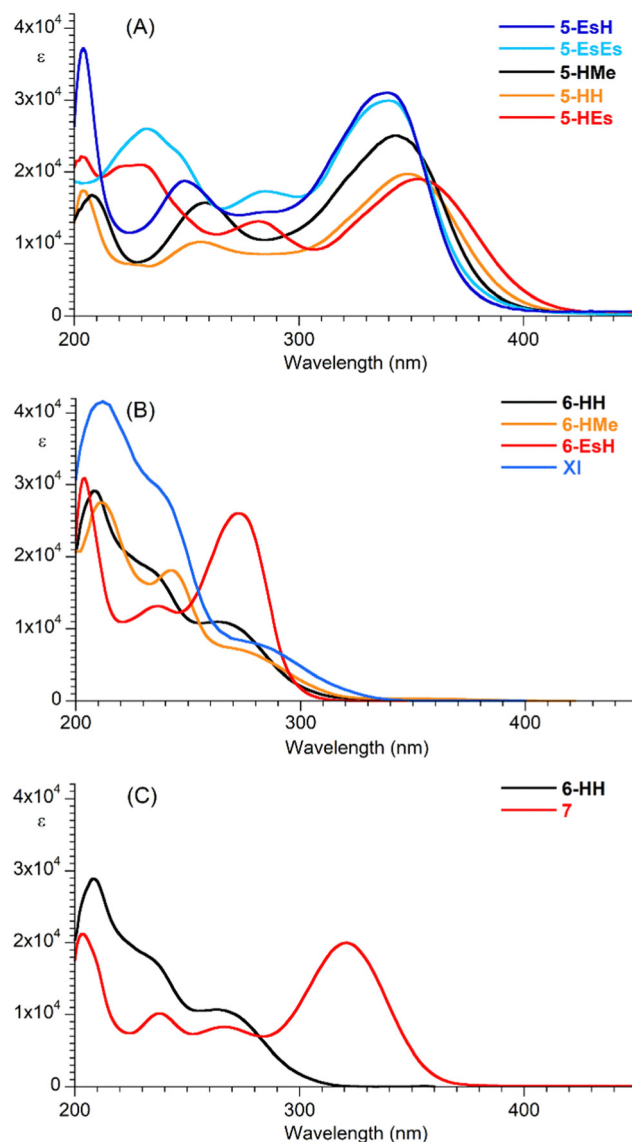 (A)
5-EsH
5-EsEs
5-HMe
5-HH
5-HEs
4x10⁴
ε
3x10⁴
2x10⁴
1x10⁴
0
200
300
400
Wavelength (nm)
(B)
6-HH
6-HMe
6-EsH
XI
4x10⁴
ε
3x10⁴
2x10⁴
1x10⁴
0
200
300
400
Wavelength (nm)
(C)
6-HH
7
4x10⁴
ε
3x10⁴
2x10⁴
1x10⁴
0
200
300
400
Wavelength (nm)